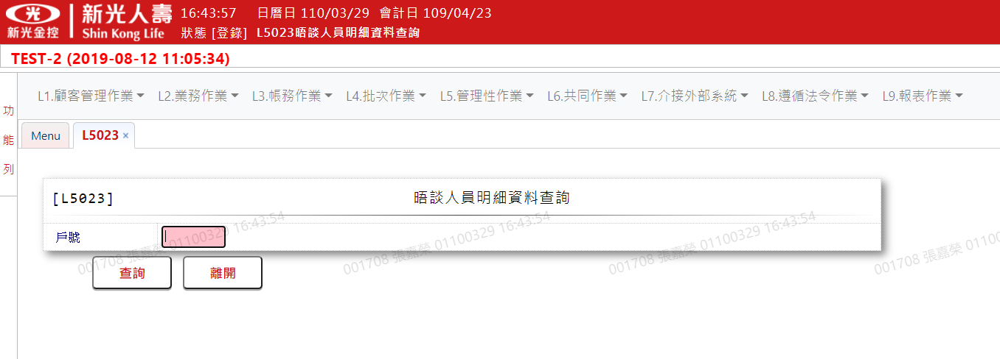 新光金控 新光人壽 Shin Kong Life
16:43:57 日曆日 110/03/29 會計日 109/04/23
狀態 [登錄] L5023晤談人員明細資料查詢
TEST-2 (2019-08-12 11:05:34)
功能列
L1.顧客管理作業 L2.業務作業 L3.帳務作業 L4.批次作業 L5.管理性作業 L6.共同作業 L7.介接外部系統 L8.遵循法令作業 L9.報表作業
Menu L5023 ×
[L5023] 晤談人員明細資料查詢
戶號
查詢 離開
001708 張嘉榮 01100329 16:43:54
001708 張嘉榮 01100329 16:43:54
001708 張嘉榮 01100329 16:43:54
001708 張嘉榮 01100329